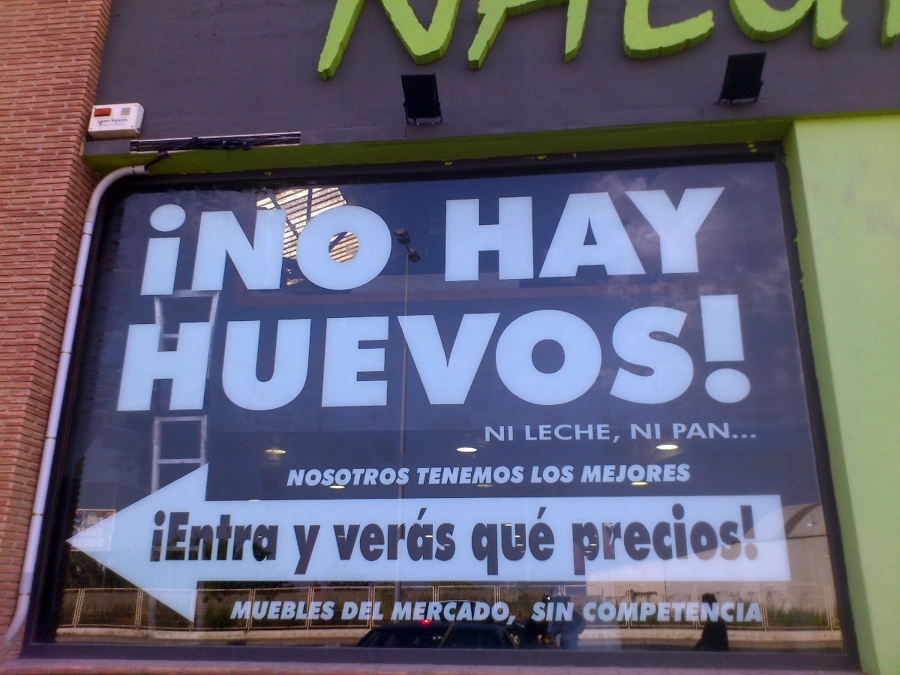 ¡NO HAY
HUEVOS!
NI LECHE, NI PAN...
NOSOTROS TENEMOS LOS MEJORES
¡Entra y verás qué precios!
MUEBLES DEL MERCADO, SIN COMPETENCIA